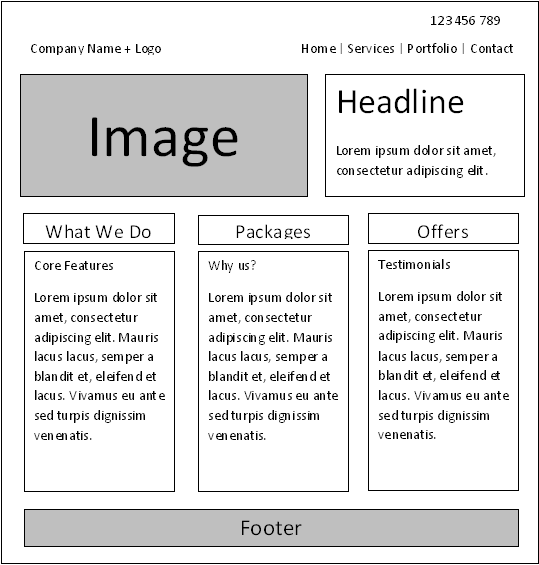 123 456 789
Company Name + Logo
Home | Services | Portfolio | Contact
Image
Headline
Lorem ipsum dolor sit amet,
consectetur adipiscing elit.
What We Do
Core Features
Lorem ipsum dolor sit
amet, consectetur
adipiscing elit. Mauris
lacus lacus, semper a
blandit et, eleifend et
lacus. Vivamus eu ante
sed turpis dignissim
venenatis.
Packages
Why us?
Lorem ipsum dolor sit
amet, consectetur
adipiscing elit. Mauris
lacus lacus, semper a
blandit et, eleifend et
lacus. Vivamus eu ante
sed turpis dignissim
venenatis.
Offers
Testimonials
Lorem ipsum dolor sit
amet, consectetur
adipiscing elit. Mauris
lacus lacus, semper a
blandit et, eleifend et
lacus. Vivamus eu ante
sed turpis dignissim
venenatis.
Footer